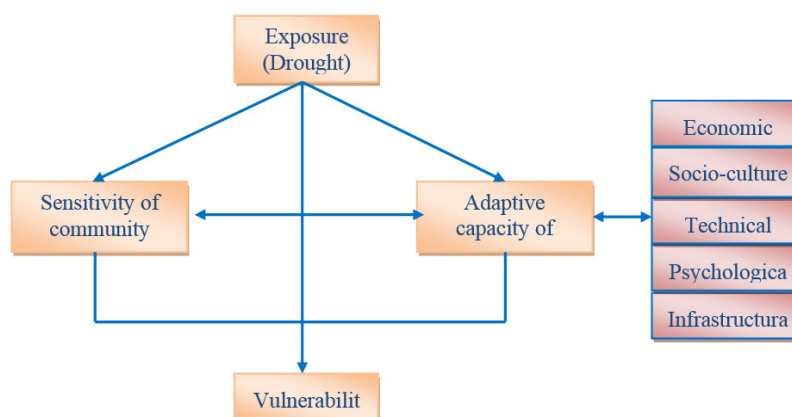 Exposure
(Drought)
Sensitivity of
community
Adaptive
capacity of
Economic
Socio-culture
Technical
Psychologica
Infrastructura
Vulnerabilit